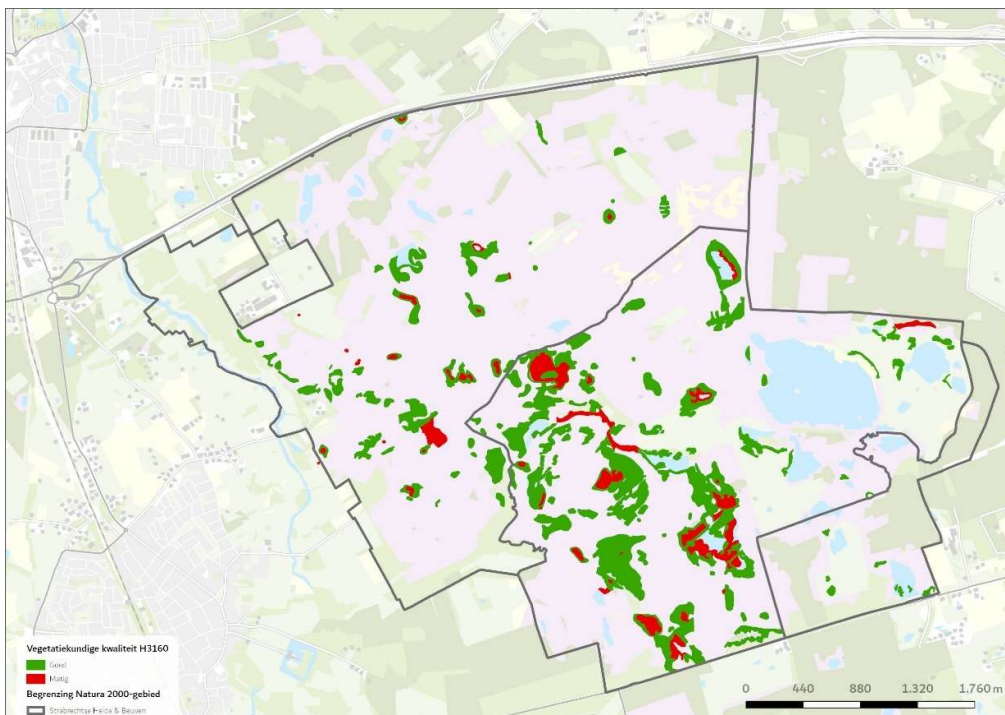 Vegetatiekundige kwaliteit H3160
Goed
Matig
Begrenzing Natura 2000-gebied
Strabrechtse Heide & Beuven
0 440 880 1.320 1.760 m